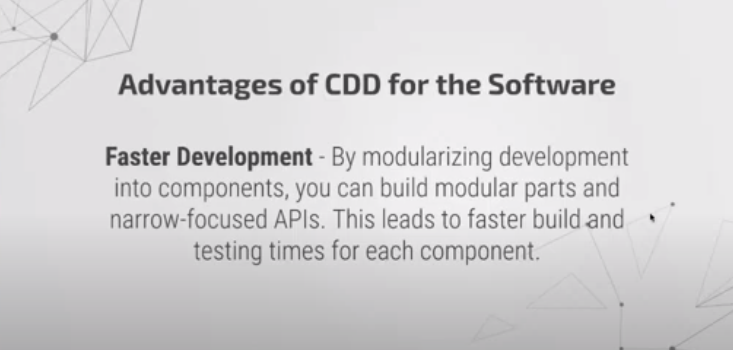 Advantages of CDD for the Software
Faster Development - By modularizing development
into components, you can build modular parts and
narrow-focused APIs. This leads to faster build and
testing times for each component.